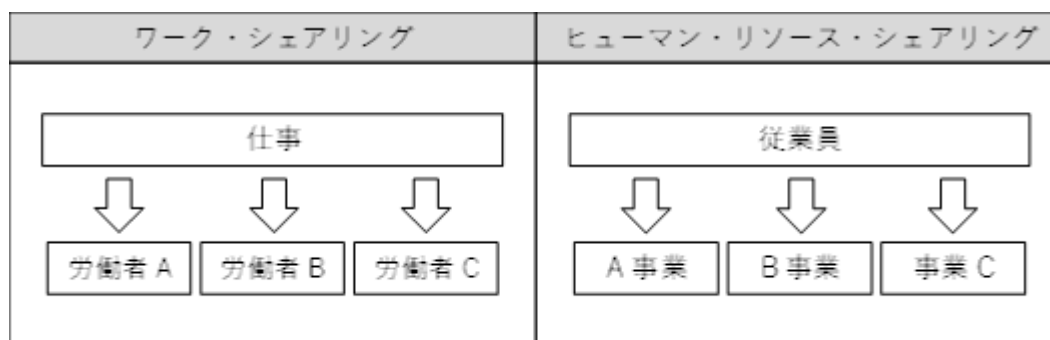 ワーク・シェアリング
ヒューマン・リソース・シェアリング
仕事
労働者 A
労働者 B
労働者 C
従業員
A 事業
B 事業
事業 C